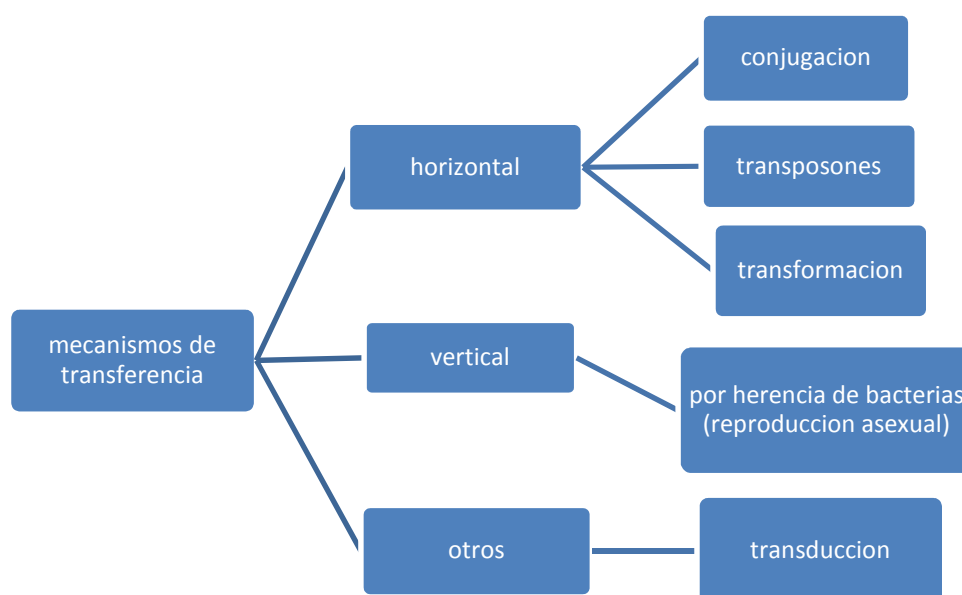 mecanismos de
transferencia
horizontal
conjugacion
transposones
transformacion
vertical
por herencia de bacterias
(reproduccion asexual)
otros
transduccion